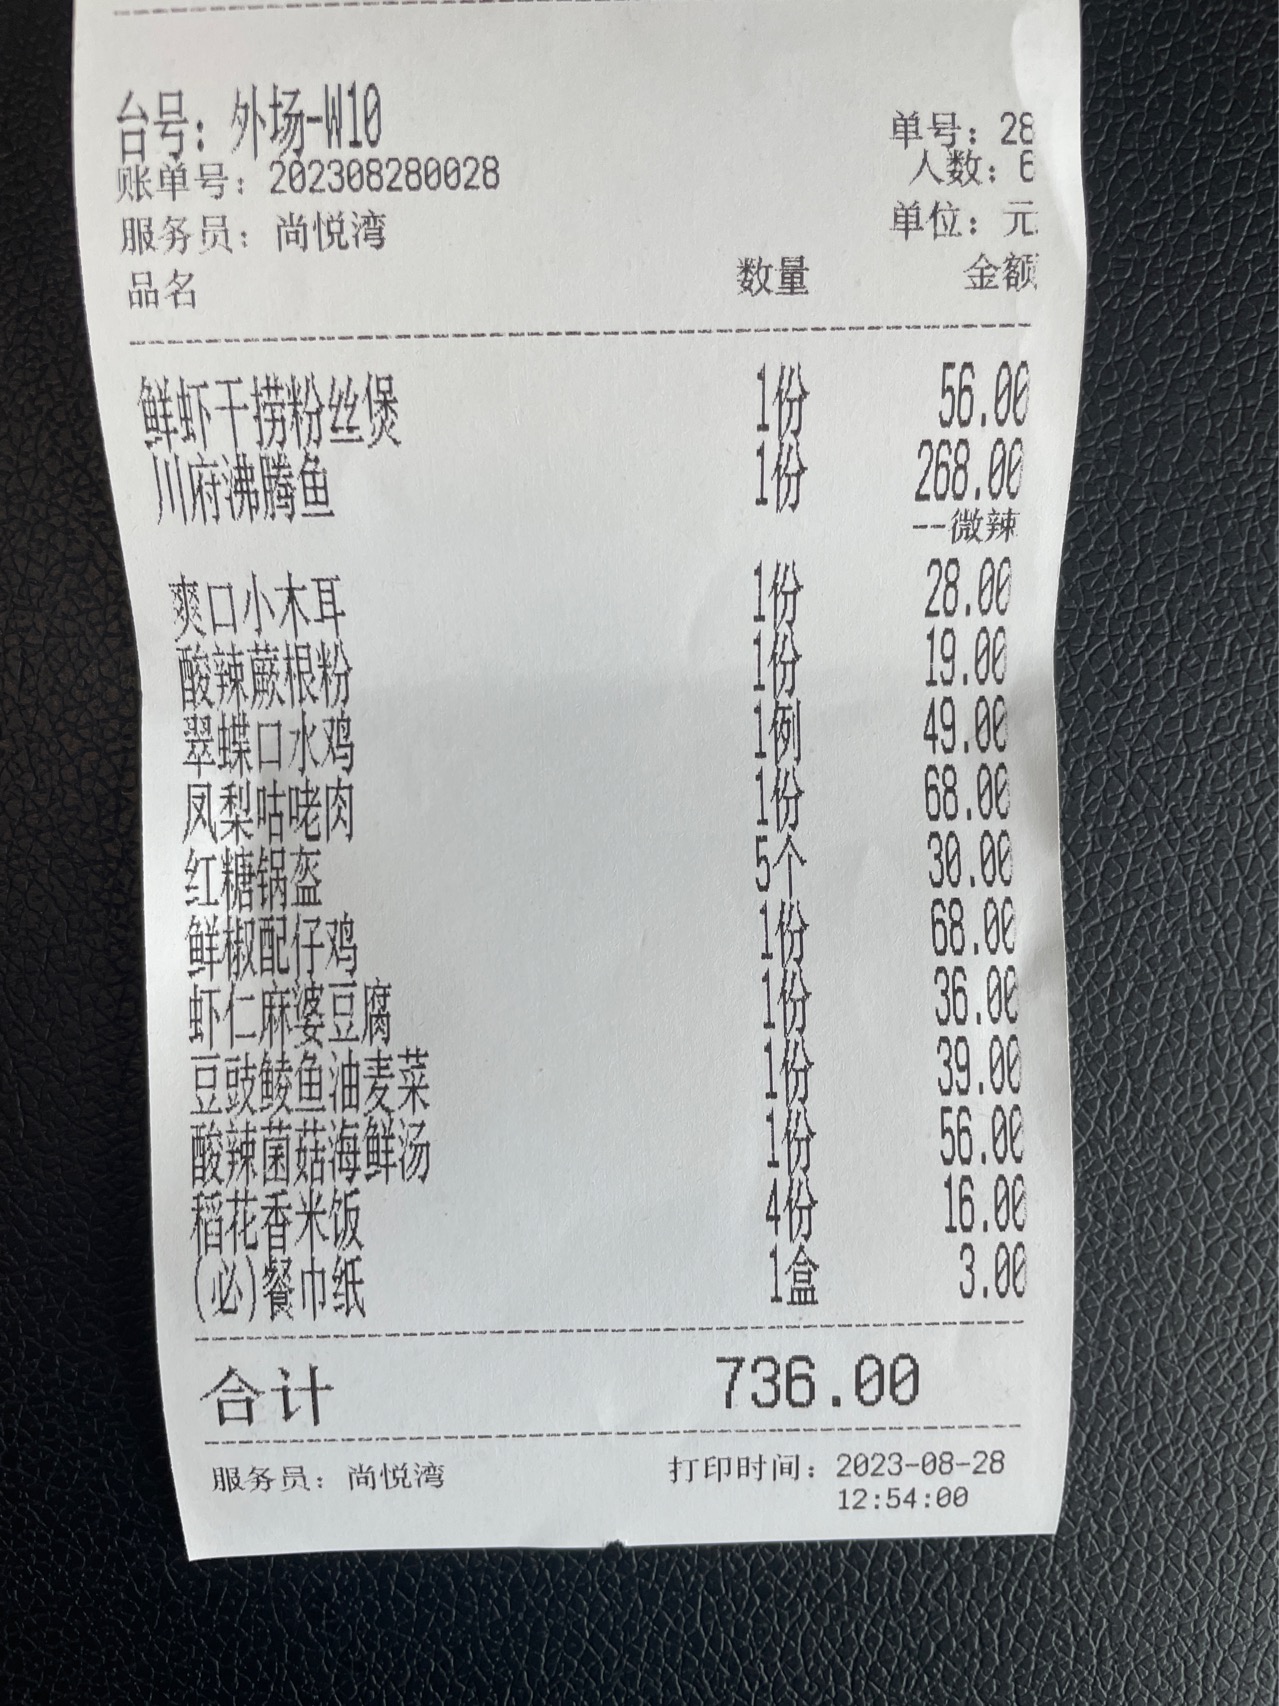 台号: 外场-W10
单号: 28
账单号: 202308280028
人数: 6
服务员: 尚悦湾
单位: 元
品名 数量 金额
鲜虾干捞粉丝煲 1份 56.00
川府沸腾鱼 1份 268.00
--微辣
爽口小木耳 1份 28.00
酸辣蕨根粉 1份 19.00
翠蝶口水鸡 1例 49.00
凤梨咕咾肉 1份 68.00
红糖锅盔 5个 30.00
鲜椒配仔鸡 1份 68.00
虾仁麻婆豆腐 1份 36.00
豆豉鲮鱼油麦菜 1份 39.00
酸辣菌菇海鲜汤 1份 56.00
稻花香米饭 4份 16.00
(必)餐巾纸 1盒 3.00
合计 736.00
服务员: 尚悦湾 打印时间: 2023-08-28
12:54:00